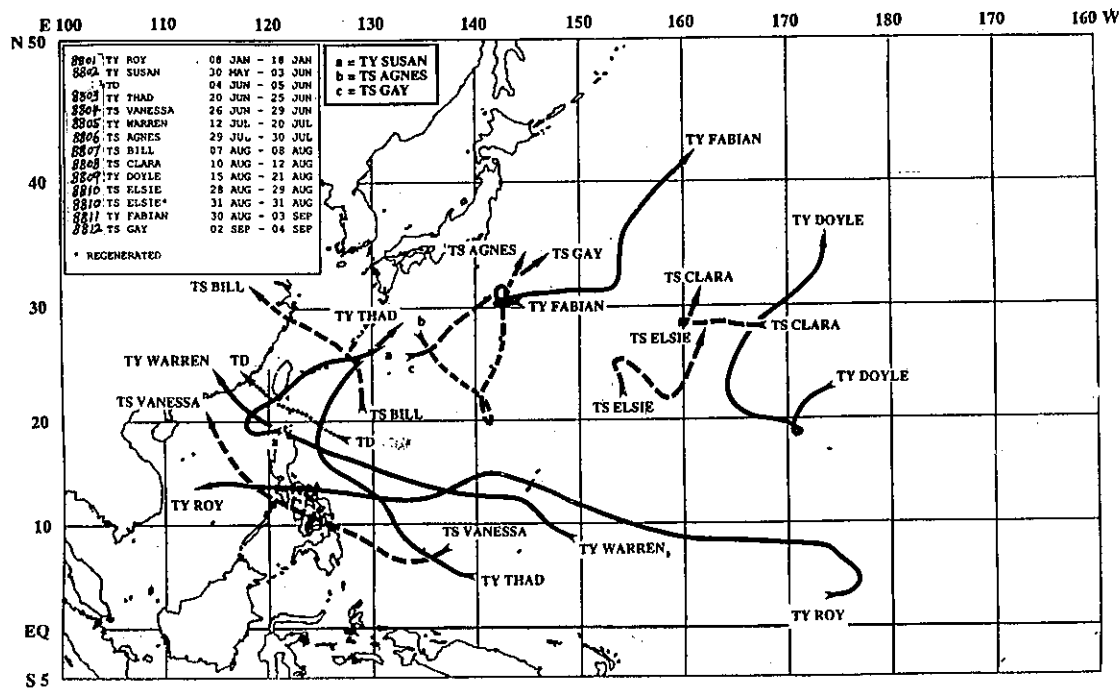 E 100 110 120 130 140 150 160 170 180 170 160 W
N 50
8801 TY ROY 08 JAN - 18 JAN
8802 TY SUSAN 30 MAY - 03 JUN
TD 04 JUN - 05 JUN
8803 TY THAD 20 JUN - 25 JUN
8804 TS VANESSA 26 JUN - 29 JUN
8805 TY WARREN 12 JUL - 20 JUL
8806 TS AGNES 29 JUL - 30 JUL
8807 TS BILL 07 AUG - 08 AUG
8808 TS CLARA 10 AUG - 12 AUG
8809 TY DOYLE 15 AUG - 21 AUG
8810 TS ELSIE 28 AUG - 29 AUG
8810 TS ELSIE* 31 AUG - 31 AUG
8811 TY FABIAN 30 AUG - 03 SEP
8812 TS GAY 02 SEP - 04 SEP
* REGENERATED
a = TY SUSAN
b = TS AGNES
c = TS GAY
TY FABIAN
40
TY DOYLE
TS AGNES
TS GAY
TS CLARA
TS BILL
30
TY FABIAN
TY THAD
TS CLARA
b
TS ELSIE
a
c
TY WARREN
TD
TY DOYLE
TS VANESSA
TS BILL
TS ELSIE
20
TD
TY ROY
10
TS VANESSA
TY WARREN
TY THAD
TY ROY
EQ
S 5